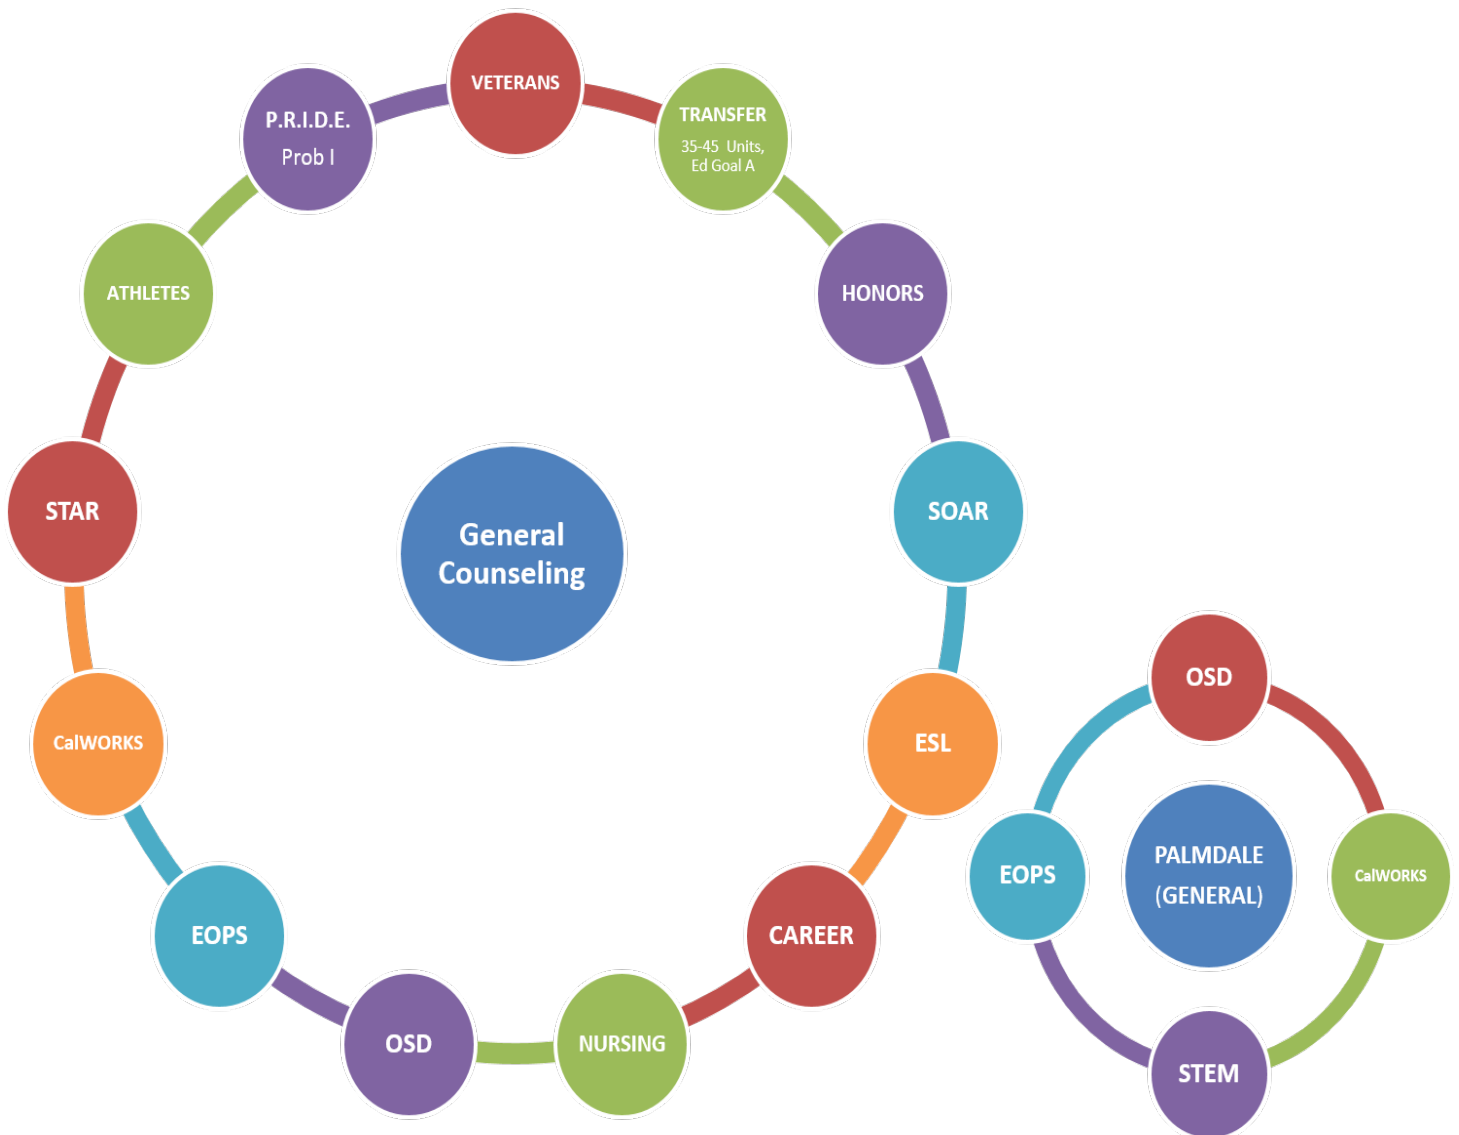 VETERANS
TRANSFER
35-45 Units,
Ed Goal A
HONORS
SOAR
ESL
CAREER
NURSING
OSD
EOPS
CalWORKS
STAR
ATHLETES
P.R.I.D.E.
Prob I
General
Counseling
OSD
CalWORKS
STEM
EOPS
PALMDALE
(GENERAL)